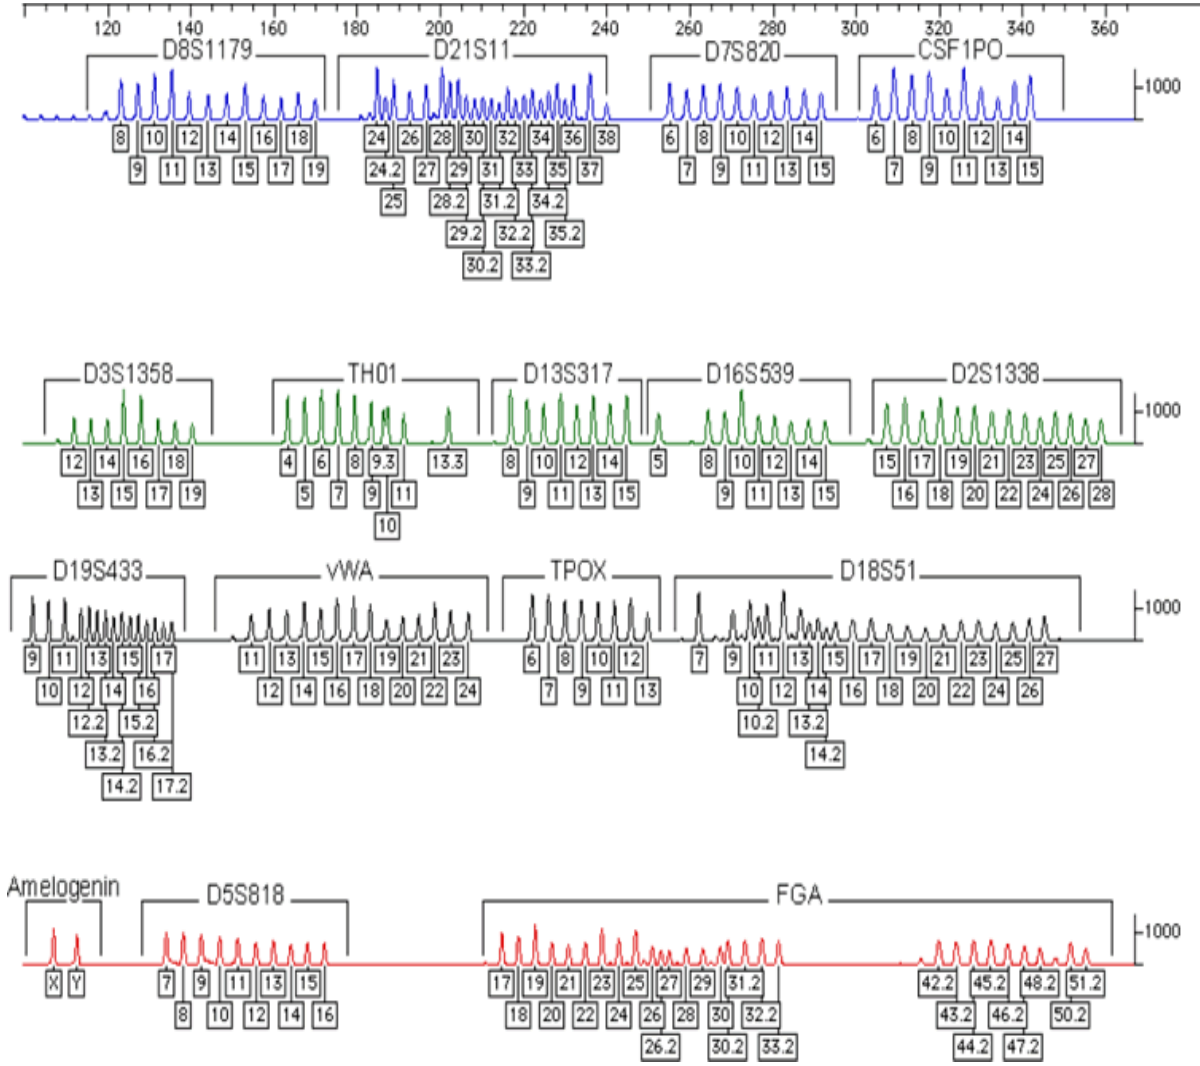 120 140 160 180 200 220 240 260 280 300 320 340 360
D8S1179 D21S11 D7S820 CSF1PO
1000
8 10 12 14 16 18 24 26 28 30 32 34 36 38 6 8 10 12 14 6 8 10 12 14
9 11 13 15 17 19 24.2 27 29 31 33 35 37 7 9 11 13 15 7 9 11 13 15
25 28.2 31.2 34.2
29.2 32.2 35.2
30.2 33.2
D3S1358 TH01 D13S317 D16S539 D2S1338
1000
12 14 16 18 4 6 8 9.3 13.3 8 10 12 14 5 8 10 12 14 15 17 19 21 23 25 27
13 15 17 19 5 7 9 11 9 11 13 15 9 11 13 15 16 18 20 22 24 26 28
10
D19S433 vWA TPOX D18S51
1000
9 11 13 15 17 11 13 15 17 19 21 23 6 8 10 12 7 9 11 13 15 17 19 21 23 25 27
10 12 14 16 12 14 16 18 20 22 24 7 9 11 13 10 12 14 16 18 20 22 24 26
12.2 15.2 10.2 13.2
13.2 16.2 14.2
14.2 17.2
Amelogenin D5S818 FGA
1000
X Y 7 9 11 13 15 17 19 21 23 25 27 29 31.2 42.2 45.2 48.2 51.2
8 10 12 14 16 18 20 22 24 26 28 30 32.2 43.2 46.2 50.2
26.2 30.2 33.2 44.2 47.2